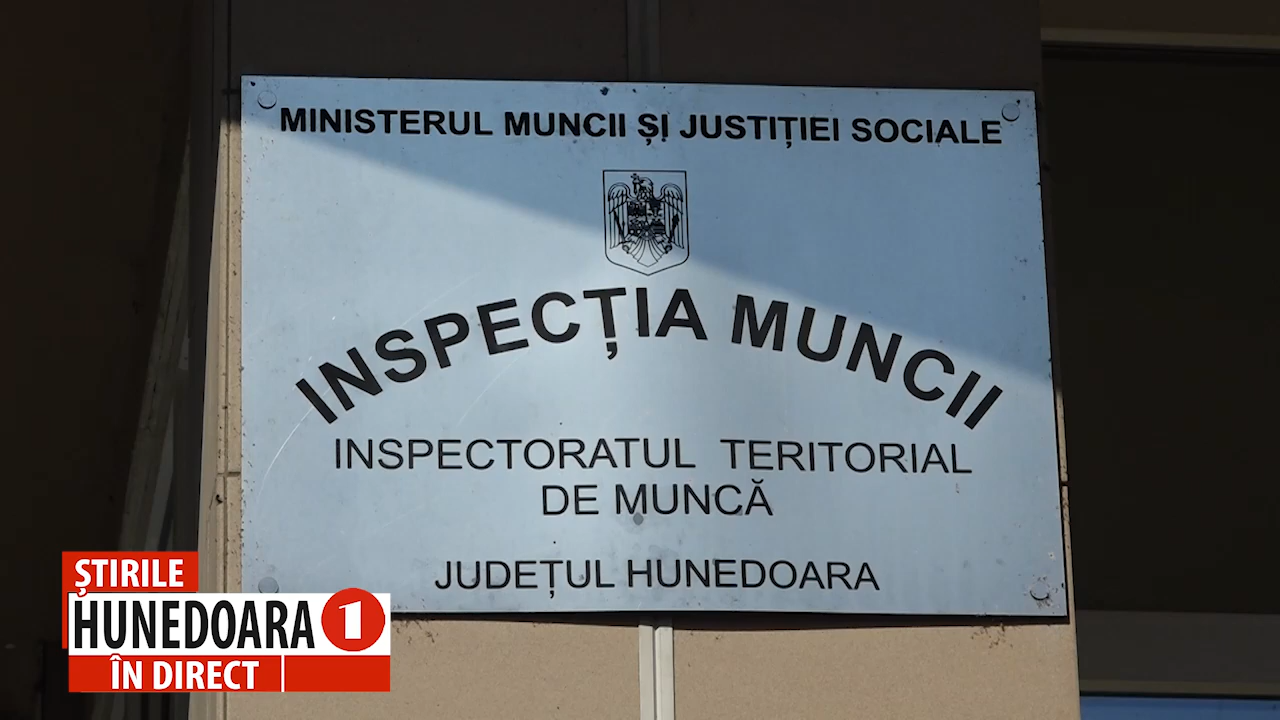 MINISTERUL MUNCII ȘI JUSTIȚIEI SOCIALE
INSPECȚIA MUNCII
INSPECTORATUL TERITORIAL
DE MUNCĂ
JUDEȚUL HUNEDOARA
ȘTIRILE
HUNEDOARA 1
ÎN DIRECT